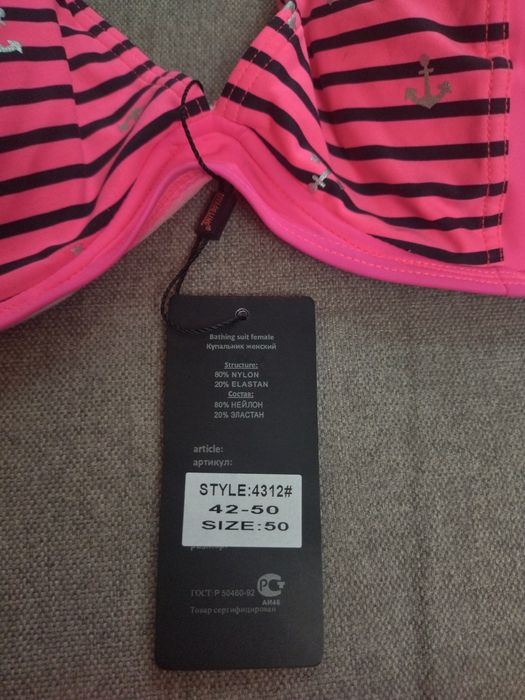 Bathing suit female
Купальник женский
Structure:
80% NYLON
20% ELASTAN
Состав:
80% НЕЙЛОН
20% ЭЛАСТАН
article:
артикул:
STYLE:4312#
42-50
SIZE:50
размер:
ГОСТ: Р 50460-92
АИ46
Товар сертифицирован